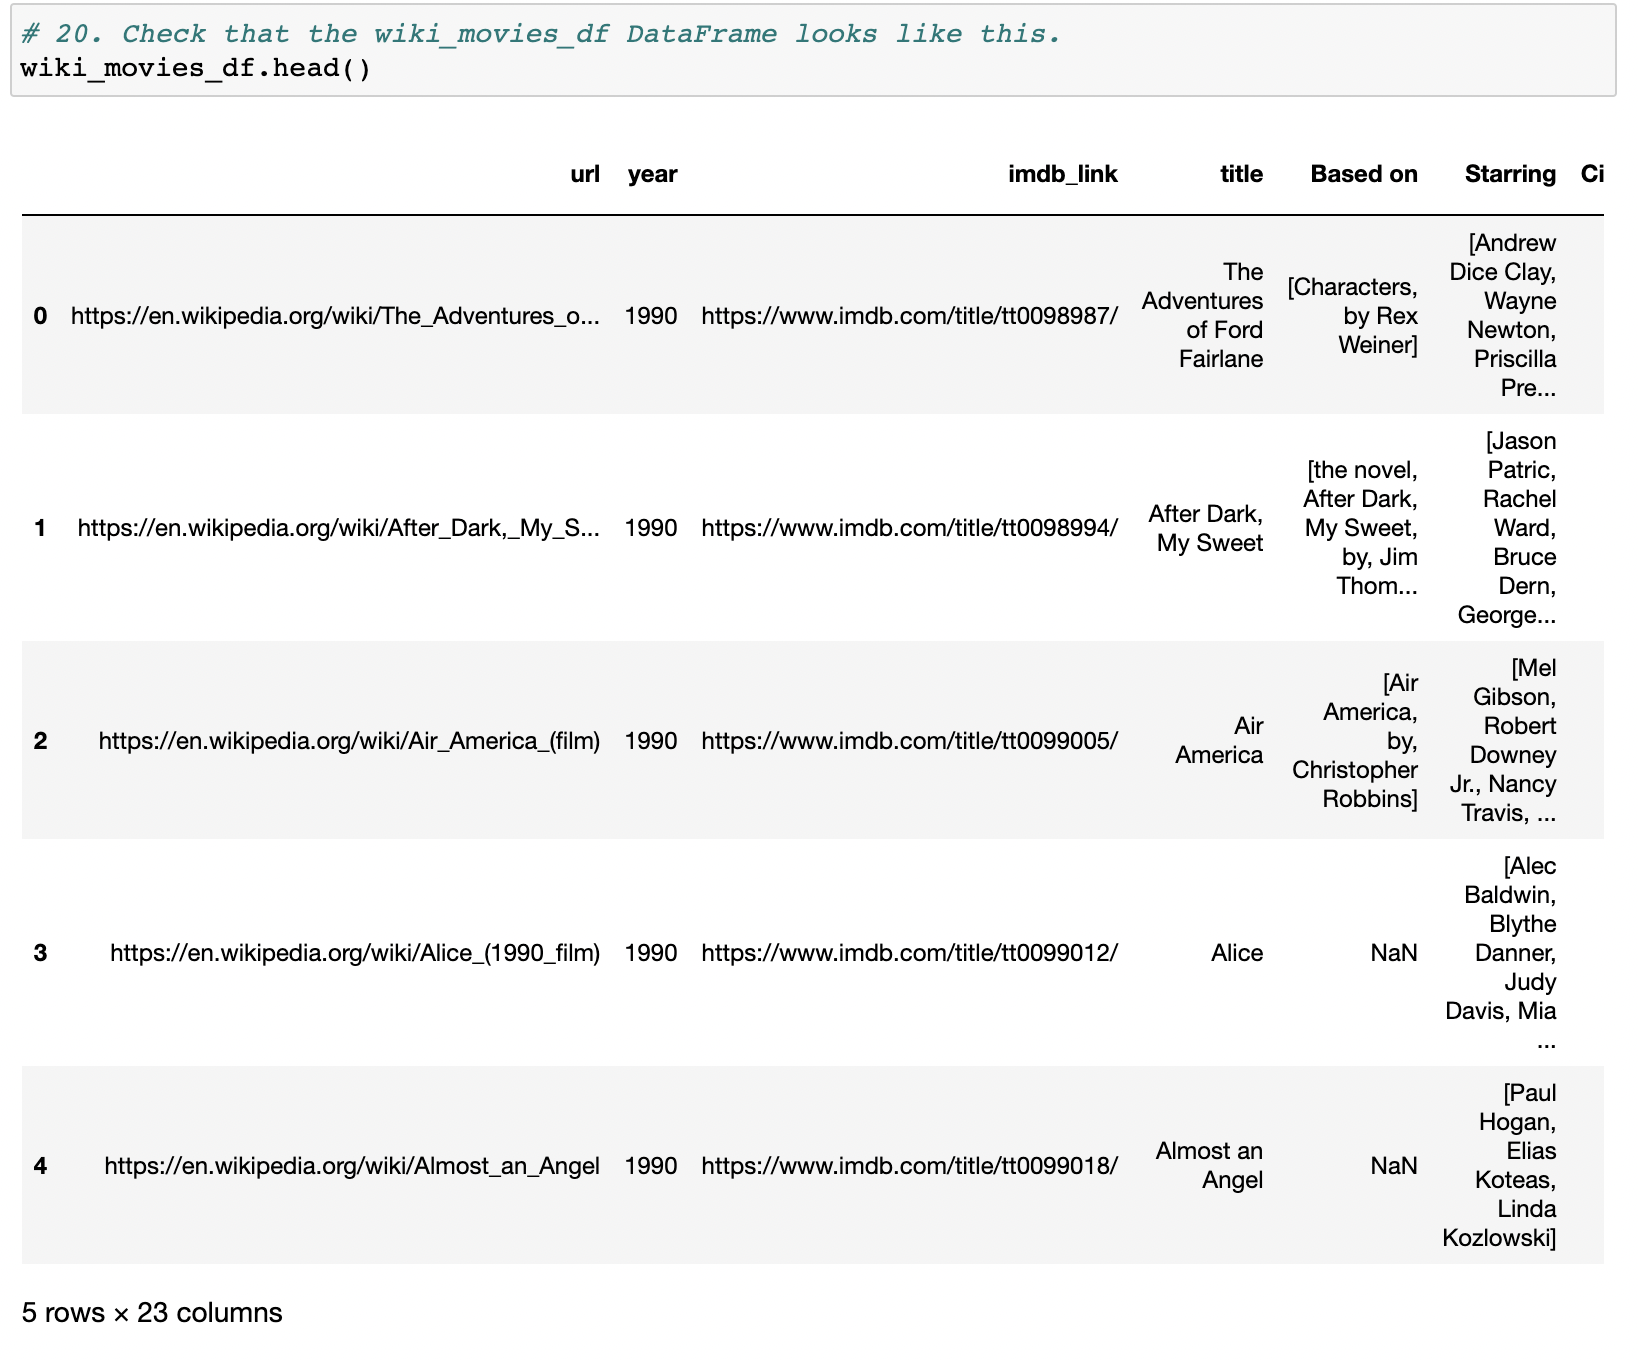 # 20. Check that the wiki_movies_df DataFrame looks like this.
wiki_movies_df.head()
url year imdb_link title Based on Starring Ci
0 https://en.wikipedia.org/wiki/The_Adventures_o... 1990 https://www.imdb.com/title/tt0098987/
The
Adventures
of Ford
Fairlane
[Characters,
by Rex
Weiner]
[Andrew
Dice Clay,
Wayne
Newton,
Priscilla
Pre...
1 https://en.wikipedia.org/wiki/After_Dark,_My_S... 1990 https://www.imdb.com/title/tt0098994/
After Dark,
My Sweet
[the novel,
After Dark,
My Sweet,
by, Jim
Thom...
[Jason
Patric,
Rachel
Ward,
Bruce
Dern,
George...
2 https://en.wikipedia.org/wiki/Air_America_(film) 1990 https://www.imdb.com/title/tt0099005/
Air
America
[Air
America,
by,
Christopher
Robbins]
[Mel
Gibson,
Robert
Downey
Jr., Nancy
Travis, ...
3 https://en.wikipedia.org/wiki/Alice_(1990_film) 1990 https://www.imdb.com/title/tt0099012/
Alice
NaN
[Alec
Baldwin,
Blythe
Danner,
Judy
Davis, Mia
...
4 https://en.wikipedia.org/wiki/Almost_an_Angel 1990 https://www.imdb.com/title/tt0099018/
Almost an
Angel
NaN
[Paul
Hogan,
Elias
Koteas,
Linda
Kozlowski]
5 rows × 23 columns